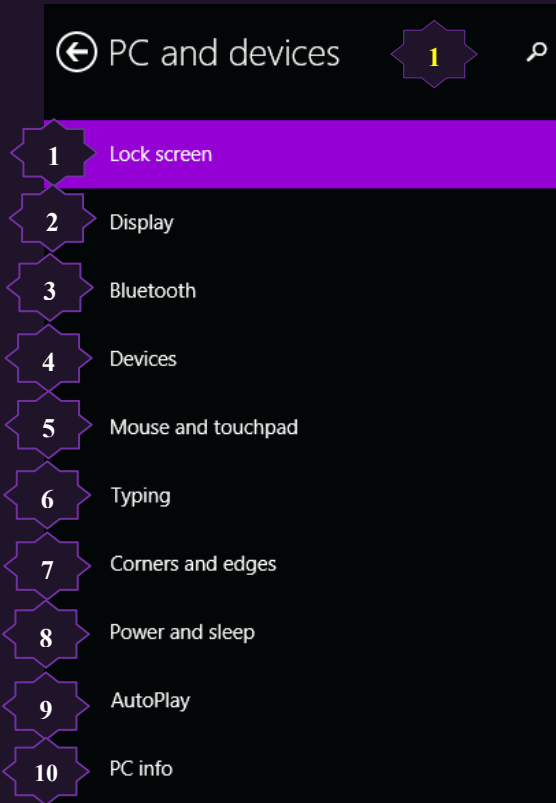 PC and devices 1
1 Lock screen
2 Display
3 Bluetooth
4 Devices
5 Mouse and touchpad
6 Typing
7 Corners and edges
8 Power and sleep
9 AutoPlay
10 PC info